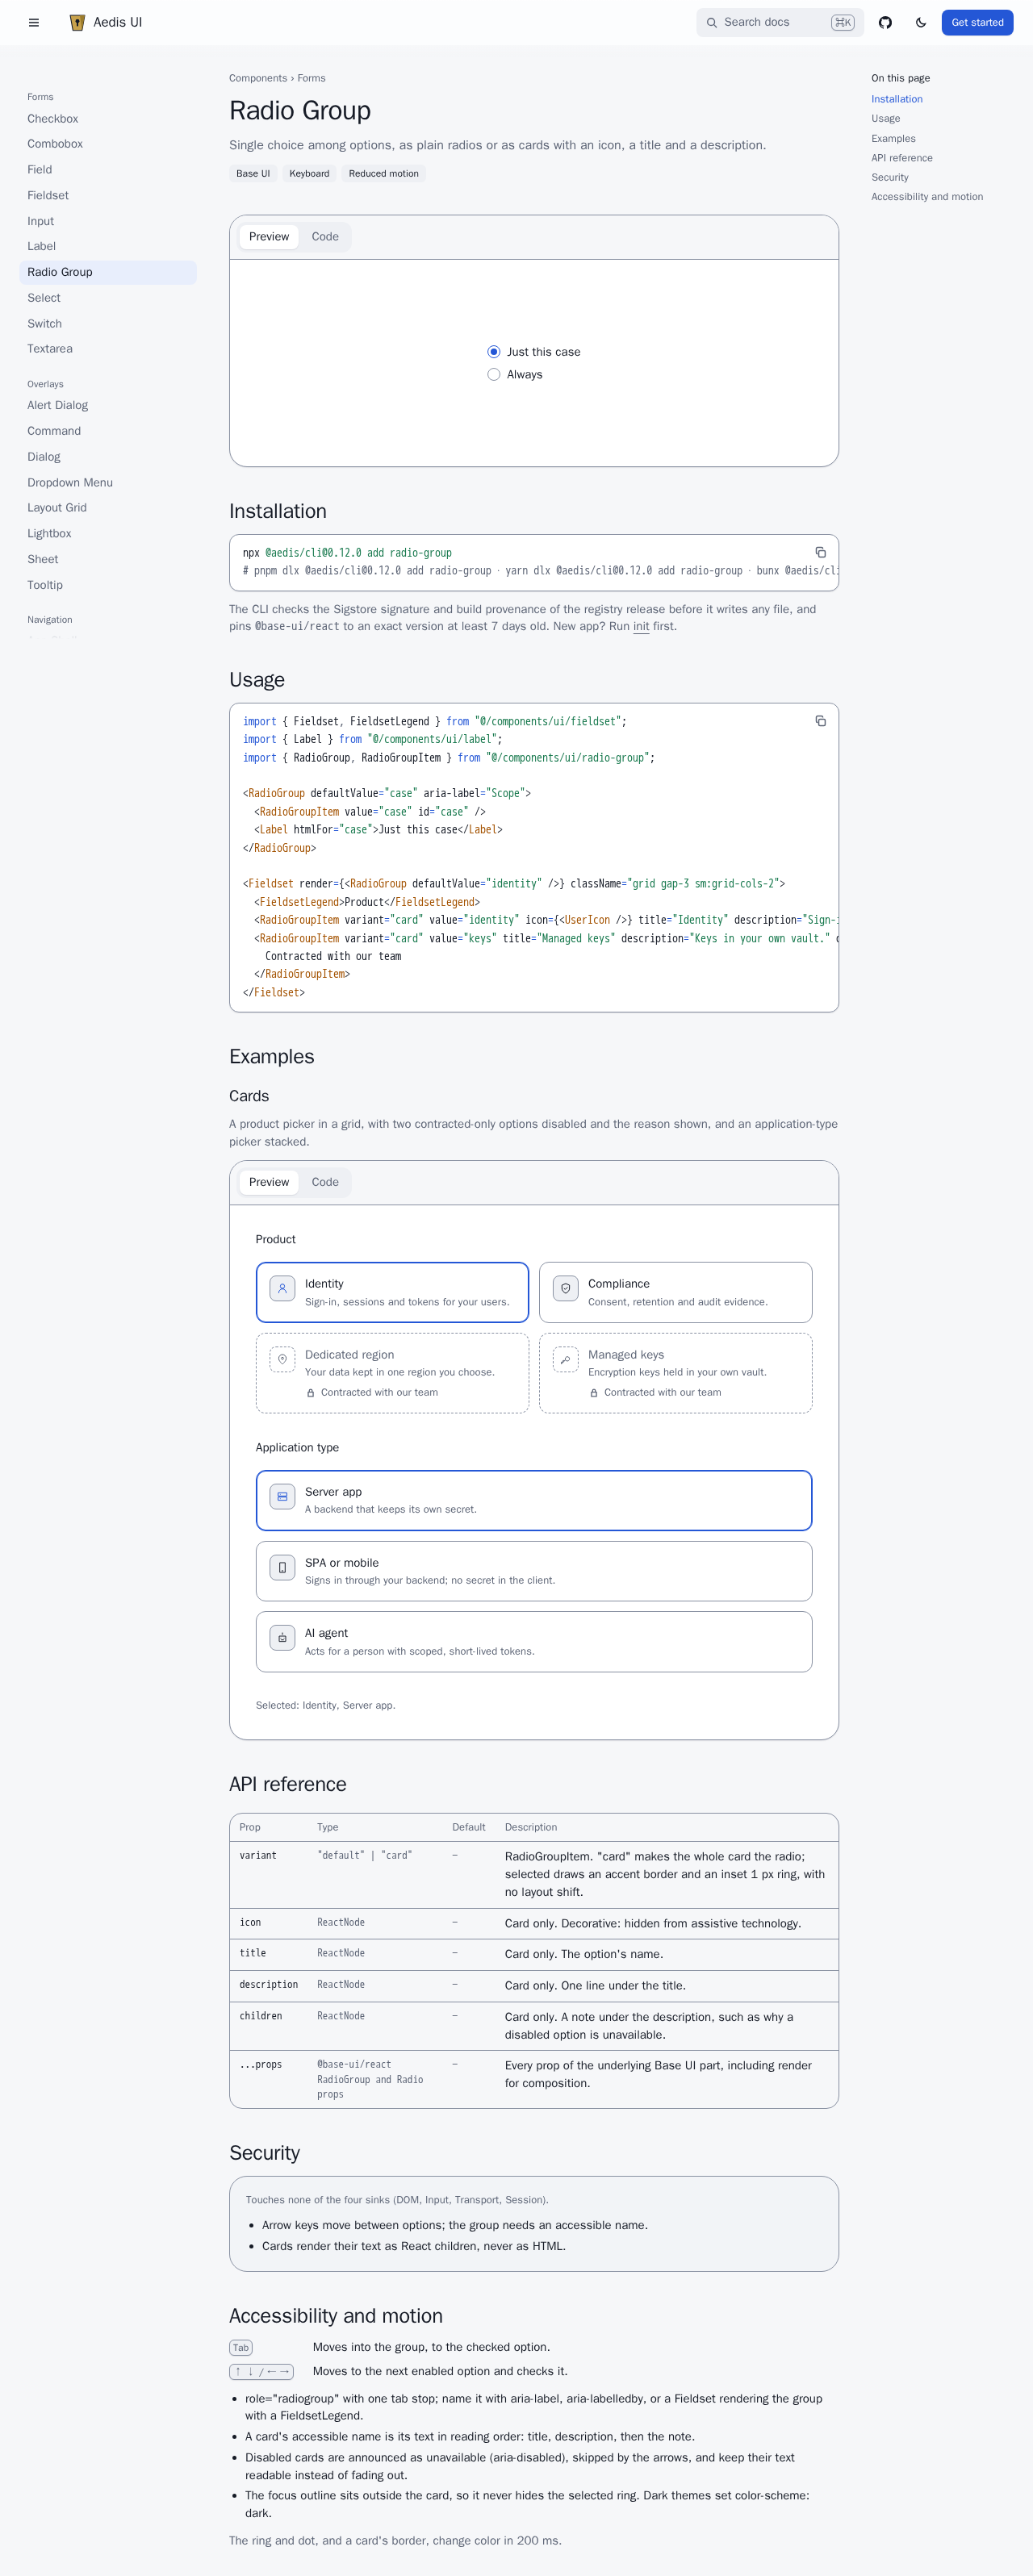 Aedis UI
Search docs
⌘K
Get started
Forms
Checkbox
Combobox
Field
Fieldset
Input
Label
Radio Group
Select
Switch
Textarea
Overlays
Alert Dialog
Command
Dialog
Dropdown Menu
Layout Grid
Lightbox
Sheet
Tooltip
Navigation
Components › Forms
Radio Group
Single choice among options, as plain radios or as cards with an icon, a title and a description.
Base UI
Keyboard
Reduced motion
Preview
Code
Just this case
Always
Installation
npx @aedis/cli@0.12.0 add radio-group
# pnpm dlx @aedis/cli@0.12.0 add radio-group · yarn dlx @aedis/cli@0.12.0 add radio-group · bunx @aedis/cli
The CLI checks the Sigstore signature and build provenance of the registry release before it writes any file, and
pins @base-ui/react to an exact version at least 7 days old. New app? Run init first.
Usage
import { Fieldset, FieldsetLegend } from "@/components/ui/fieldset";
import { Label } from "@/components/ui/label";
import { RadioGroup, RadioGroupItem } from "@/components/ui/radio-group";
<RadioGroup defaultValue="case" aria-label="Scope">
<RadioGroupItem value="case" id="case" />
<Label htmlFor="case">Just this case</Label>
</RadioGroup>
<Fieldset render={<RadioGroup defaultValue="identity" />} className="grid gap-3 sm:grid-cols-2">
<FieldsetLegend>Product</FieldsetLegend>
<RadioGroupItem variant="card" value="identity" icon={<UserIcon />} title="Identity" description="Sign-i
<RadioGroupItem variant="card" value="keys" title="Managed keys" description="Keys in your own vault."
Contracted with our team
</RadioGroupItem>
</Fieldset>
Examples
Cards
A product picker in a grid, with two contracted-only options disabled and the reason shown, and an application-type
picker stacked.
Preview
Code
Product
Identity
Sign-in, sessions and tokens for your users.
Compliance
Consent, retention and audit evidence.
Dedicated region
Your data kept in one region you choose.
Contracted with our team
Managed keys
Encryption keys held in your own vault.
Contracted with our team
Application type
Server app
A backend that keeps its own secret.
SPA or mobile
Signs in through your backend; no secret in the client.
AI agent
Acts for a person with scoped, short-lived tokens.
Selected: Identity, Server app.
API reference
Prop Type Default Description
variant "default" | "card" — RadioGroupItem. "card" makes the whole card the radio;
selected draws an accent border and an inset 1 px ring, with
no layout shift.
icon ReactNode — Card only. Decorative: hidden from assistive technology.
title ReactNode — Card only. The option's name.
description ReactNode — Card only. One line under the title.
children ReactNode — Card only. A note under the description, such as why a
disabled option is unavailable.
...props @base-ui/react — Every prop of the underlying Base UI part, including render
RadioGroup and Radio for composition.
props
Security
Touches none of the four sinks (DOM, Input, Transport, Session).
• Arrow keys move between options; the group needs an accessible name.
• Cards render their text as React children, never as HTML.
Accessibility and motion
Tab Moves into the group, to the checked option.
↑ ↓ / ← → Moves to the next enabled option and checks it.
• role="radiogroup" with one tab stop; name it with aria-label, aria-labelledby, or a Fieldset rendering the group
with a FieldsetLegend.
• A card's accessible name is its text in reading order: title, description, then the note.
• Disabled cards are announced as unavailable (aria-disabled), skipped by the arrows, and keep their text
readable instead of fading out.
• The focus outline sits outside the card, so it never hides the selected ring. Dark themes set color-scheme:
dark.
The ring and dot, and a card's border, change color in 200 ms.
On this page
Installation
Usage
Examples
API reference
Security
Accessibility and motion